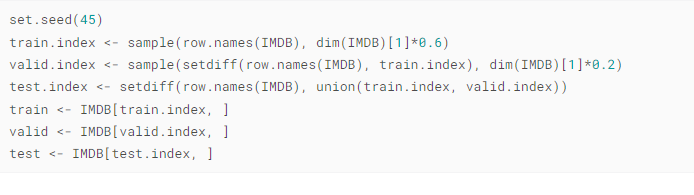 set.seed(45)
train.index <- sample(row.names(IMDB), dim(IMDB)[1]*0.6)
valid.index <- sample(setdiff(row.names(IMDB), train.index), dim(IMDB)[1]*0.2)
test.index <- setdiff(row.names(IMDB), union(train.index, valid.index))
train <- IMDB[train.index, ]
valid <- IMDB[valid.index, ]
test <- IMDB[test.index, ]